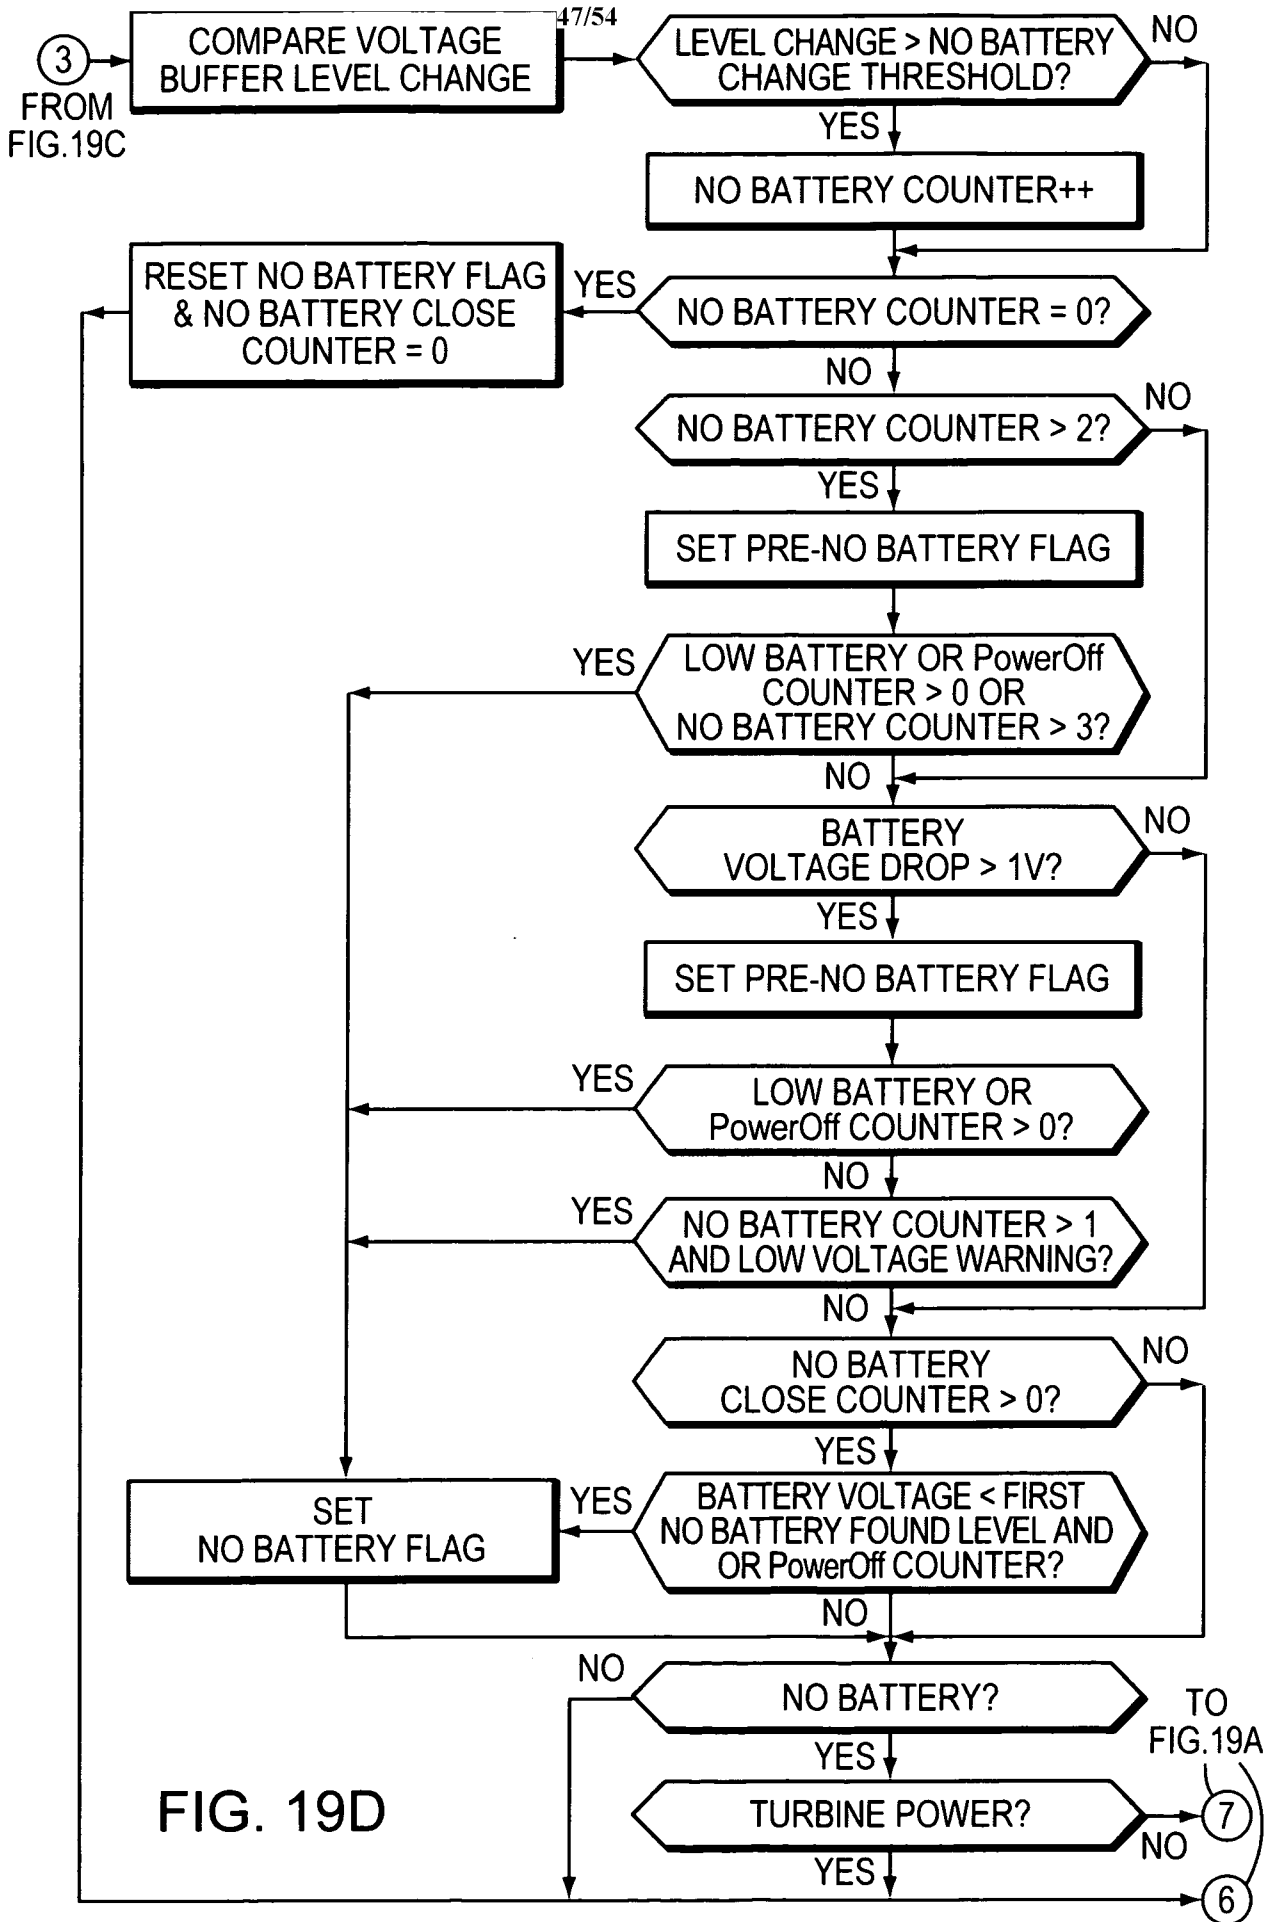 47/54
3
FROM
FIG.19C
COMPARE VOLTAGE
BUFFER LEVEL CHANGE
LEVEL CHANGE > NO BATTERY
CHANGE THRESHOLD?
NO
YES
NO BATTERY COUNTER++
RESET NO BATTERY FLAG
& NO BATTERY CLOSE
COUNTER = 0
YES
NO BATTERY COUNTER = 0?
NO
NO BATTERY COUNTER > 2?
NO
YES
SET PRE-NO BATTERY FLAG
YES
LOW BATTERY OR PowerOff
COUNTER > 0 OR
NO BATTERY COUNTER > 3?
NO
BATTERY
VOLTAGE DROP > 1V?
NO
YES
SET PRE-NO BATTERY FLAG
YES
LOW BATTERY OR
PowerOff COUNTER > 0?
NO
YES
NO BATTERY COUNTER > 1
AND LOW VOLTAGE WARNING?
NO
NO BATTERY
CLOSE COUNTER > 0?
NO
YES
SET
NO BATTERY FLAG
YES
BATTERY VOLTAGE < FIRST
NO BATTERY FOUND LEVEL AND
OR PowerOff COUNTER?
NO
NO
NO BATTERY?
YES
TO
FIG.19A
FIG. 19D
TURBINE POWER?
NO
7
YES
6